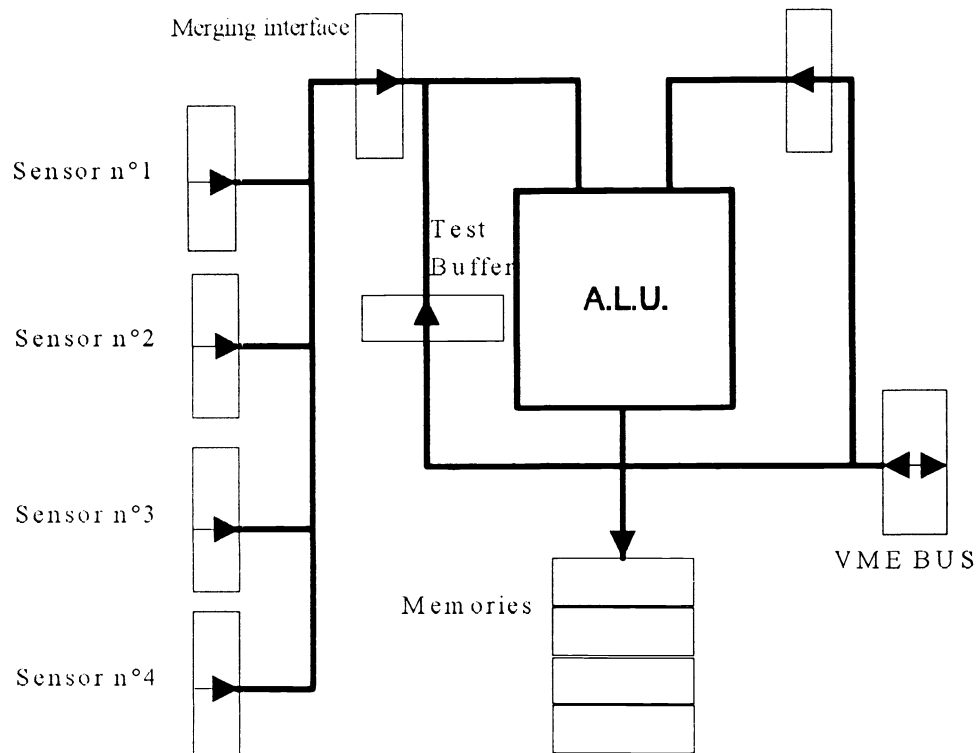 Merging interface
Sensor n°1
Test
Buffer
A.L.U.
Sensor n°2
Sensor n°3
VME BUS
Memories
Sensor n°4